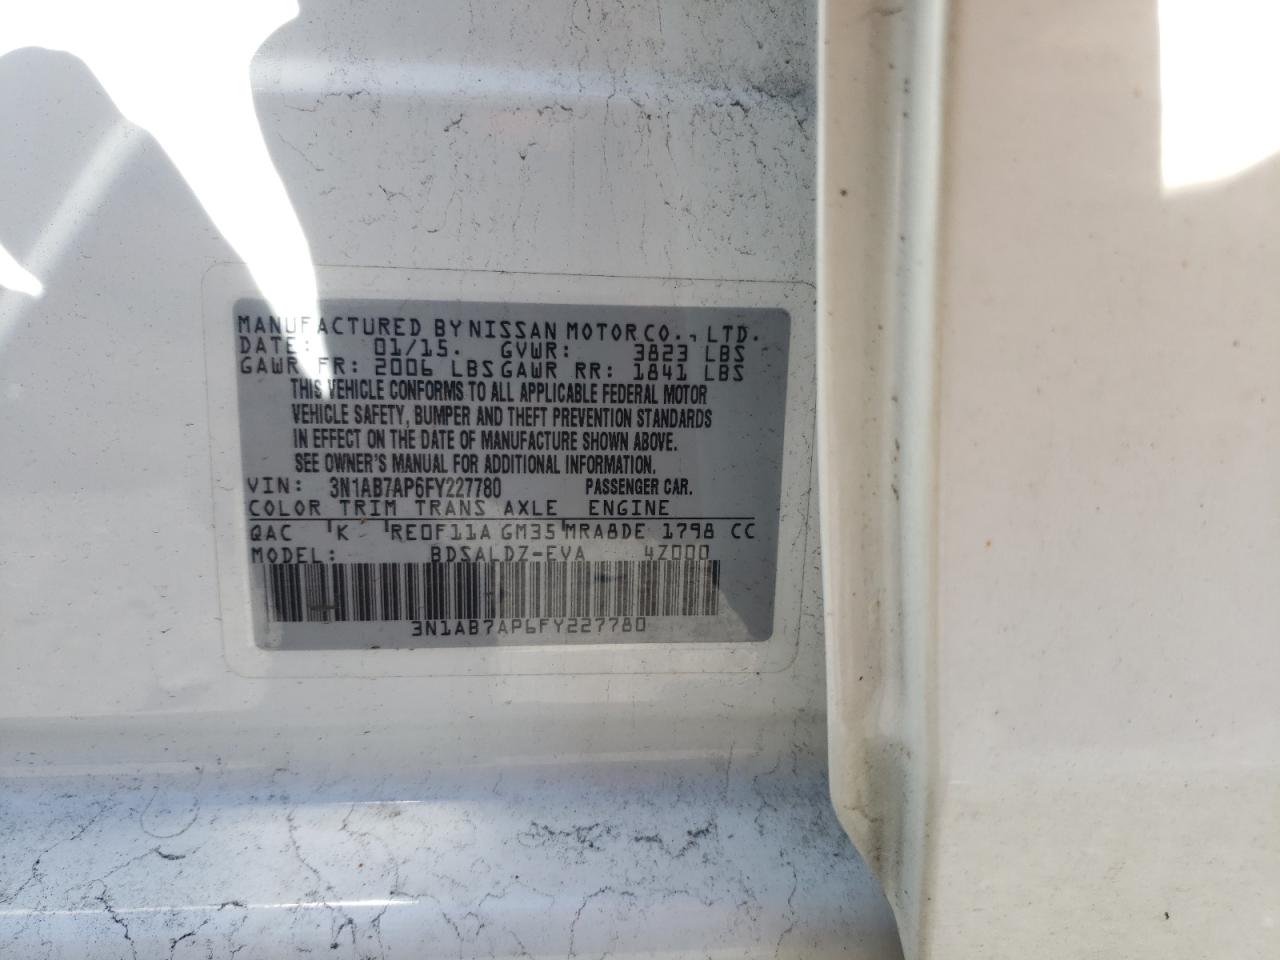 MANUFACTURED BY NISSAN MOTOR CO., LTD.
DATE: 01/15. GVWR: 3823 LBS
GAWR FR: 2006 LBS GAWR RR: 1841 LBS
THIS VEHICLE CONFORMS TO ALL APPLICABLE FEDERAL MOTOR
VEHICLE SAFETY, BUMPER AND THEFT PREVENTION STANDARDS
IN EFFECT ON THE DATE OF MANUFACTURE SHOWN ABOVE.
SEE OWNER'S MANUAL FOR ADDITIONAL INFORMATION.
VIN: 3N1AB7AP6FY227780 PASSENGER CAR.
COLOR TRIM TRANS AXLE ENGINE
QAC K RE0F11A GM35 MRA8DE 1798 CC
MODEL: BDSALDZ-EVA 4Z000
3N1AB7AP6FY227780